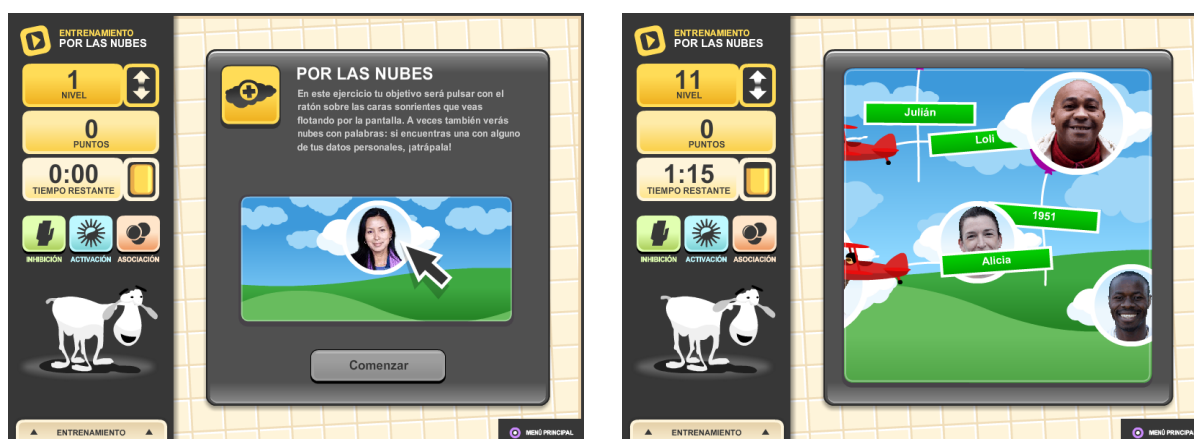 ENTRENAMIENTO
POR LAS NUBES
1
NIVEL
0
PUNTOS
0:00
TIEMPO RESTANTE
INHIBICIÓN ACTIVACIÓN ASOCIACIÓN
ENTRENAMIENTO
POR LAS NUBES
En este ejercicio tu objetivo será pulsar con el
ratón sobre las caras sonrientes que veas
flotando por la pantalla. A veces también verás
nubes con palabras: si encuentras una con alguno
de tus datos personales, ¡atrápala!
Comenzar
MENÚ PRINCIPAL
ENTRENAMIENTO
POR LAS NUBES
11
NIVEL
0
PUNTOS
1:15
TIEMPO RESTANTE
INHIBICIÓN ACTIVACIÓN ASOCIACIÓN
ENTRENAMIENTO
Julián
Loli
1951
Alicia
MENÚ PRINCIPA